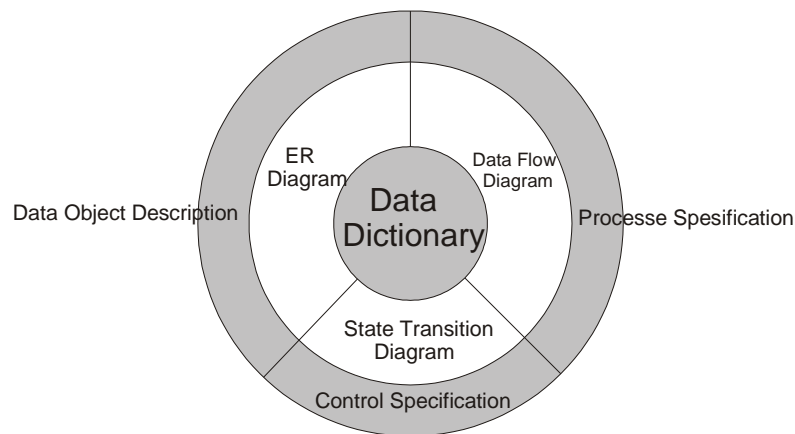 ER
Diagram
Data Flow
Diagram
Data
Dictionary
Data Object Description
Processe Spesification
State Transition
Diagram
Control Specification